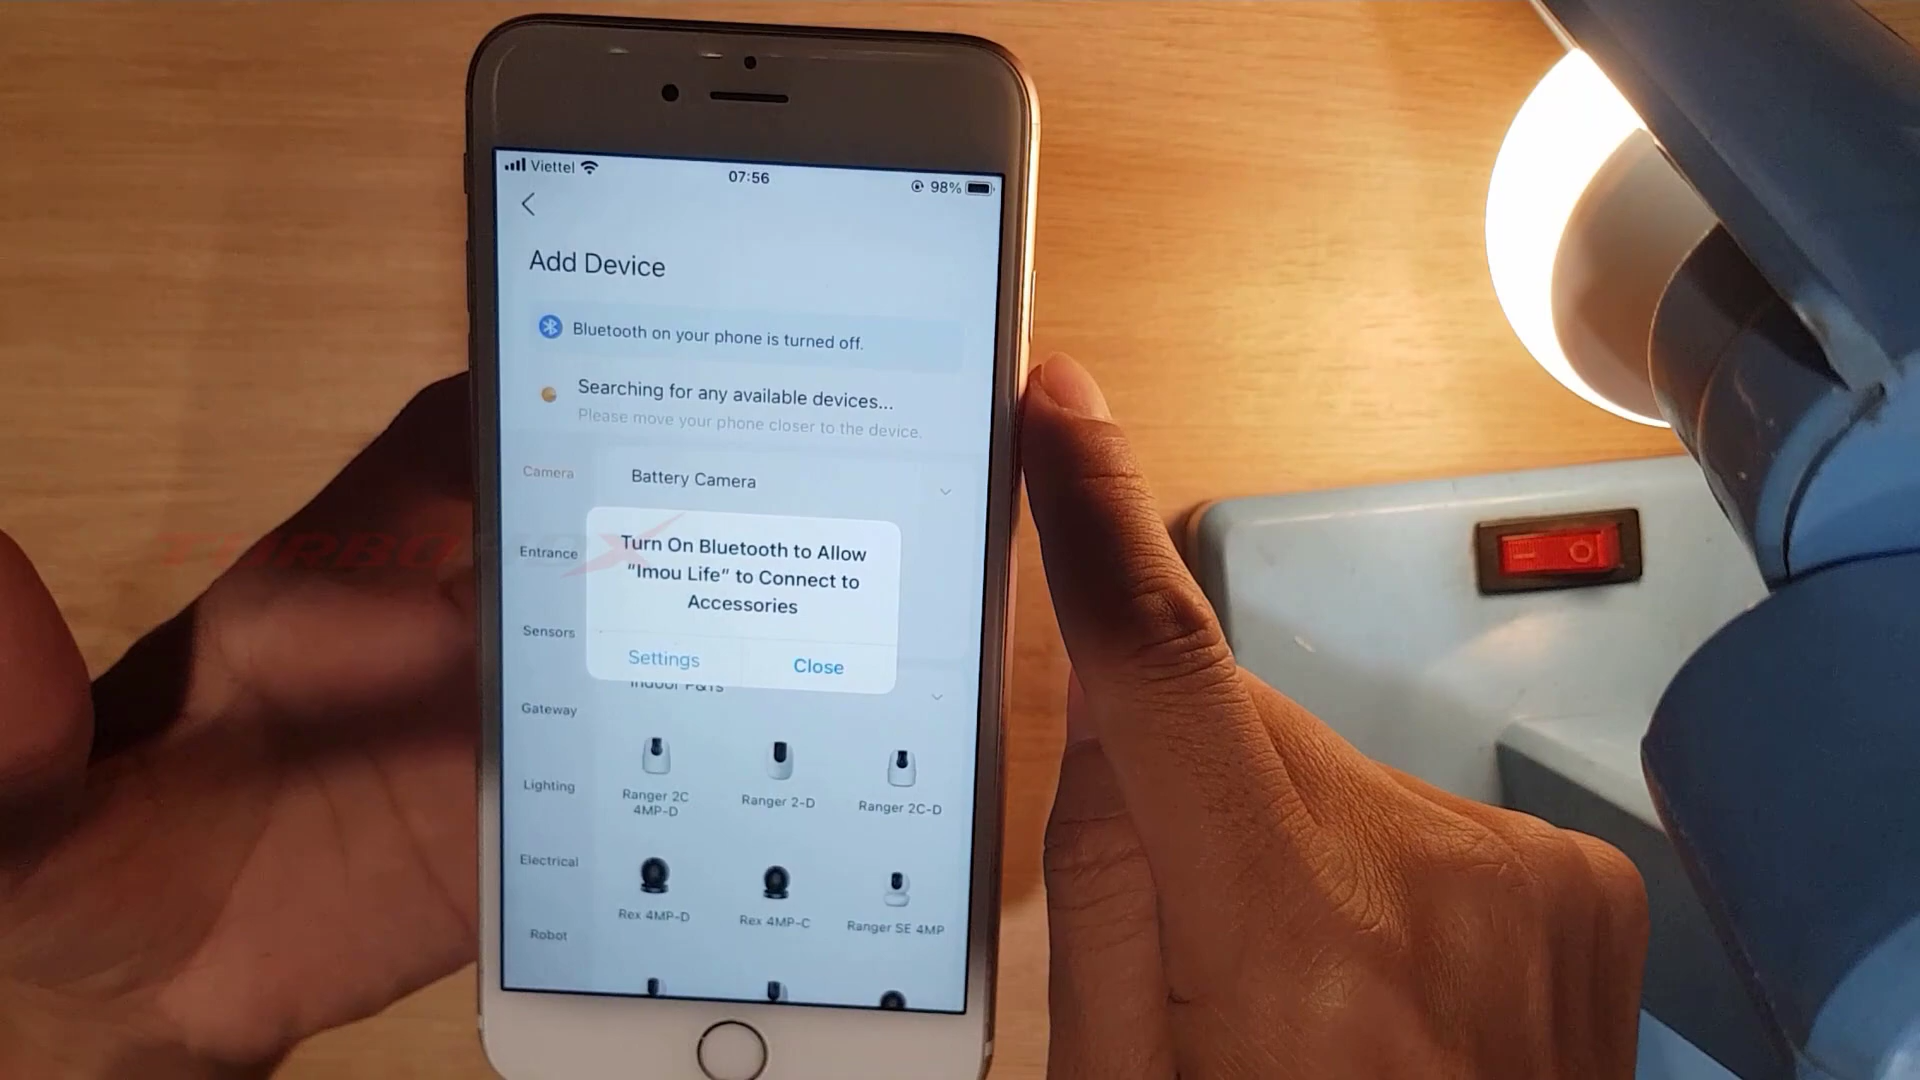 Viettel
07:56
98%
Add Device
Bluetooth on your phone is turned off.
Searching for any available devices...
Please move your phone closer to the device.
Camera
Battery Camera
Entrance
Turn On Bluetooth to Allow
“Imou Life” to Connect to
Accessories
Settings
Close
Sensors
Gateway
Lighting
Electrical
Robot
Ranger 2C
4MP-D
Ranger 2-D
Ranger 2C-D
Rex 4MP-D
Rex 4MP-C
Ranger SE 4MP